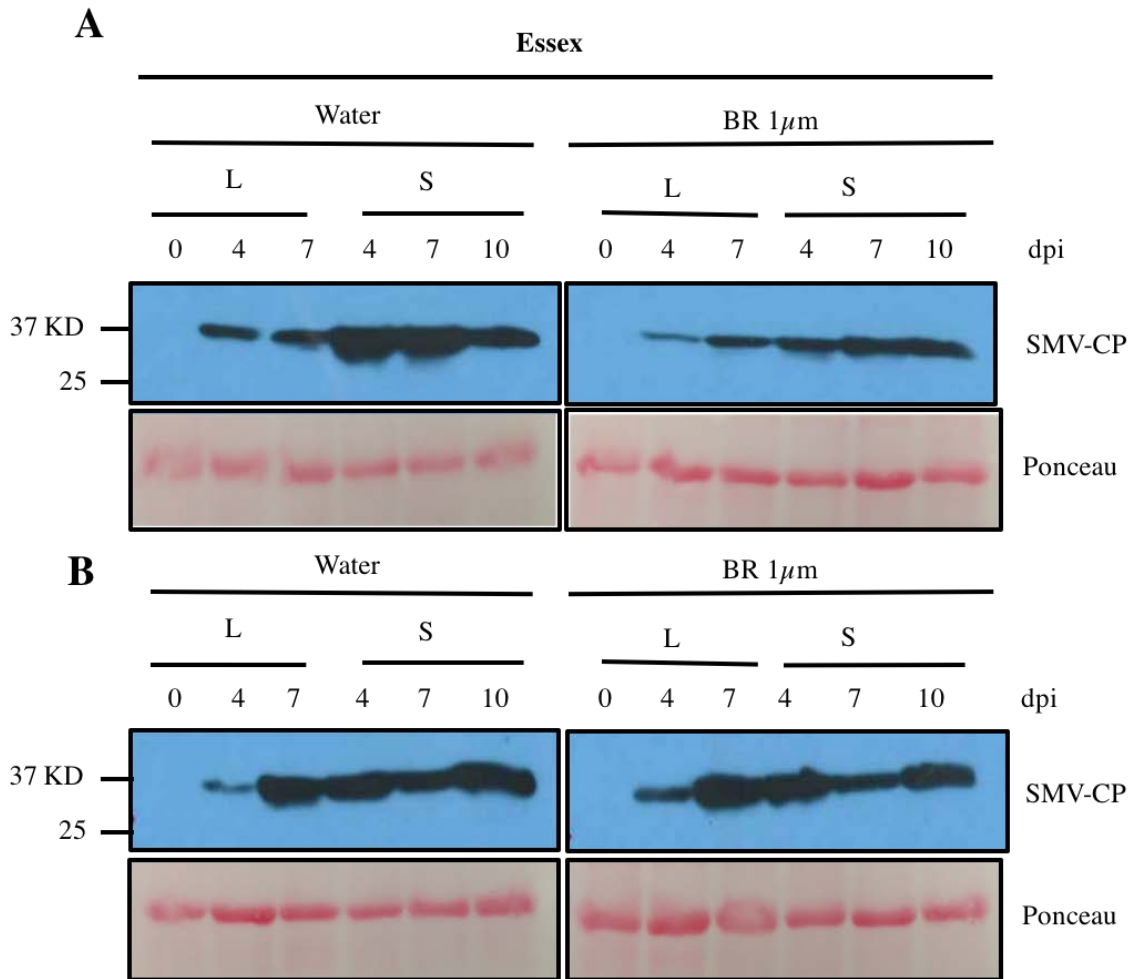 A
Essex
Water BR 1µm
L S L S
0 4 7 4 7 10 0 4 7 4 7 10 dpi
37 KD SMV-CP
25
Ponceau
B
Water BR 1µm
L S L S
0 4 7 4 7 10 0 4 7 4 7 10 dpi
37 KD SMV-CP
25
Ponceau